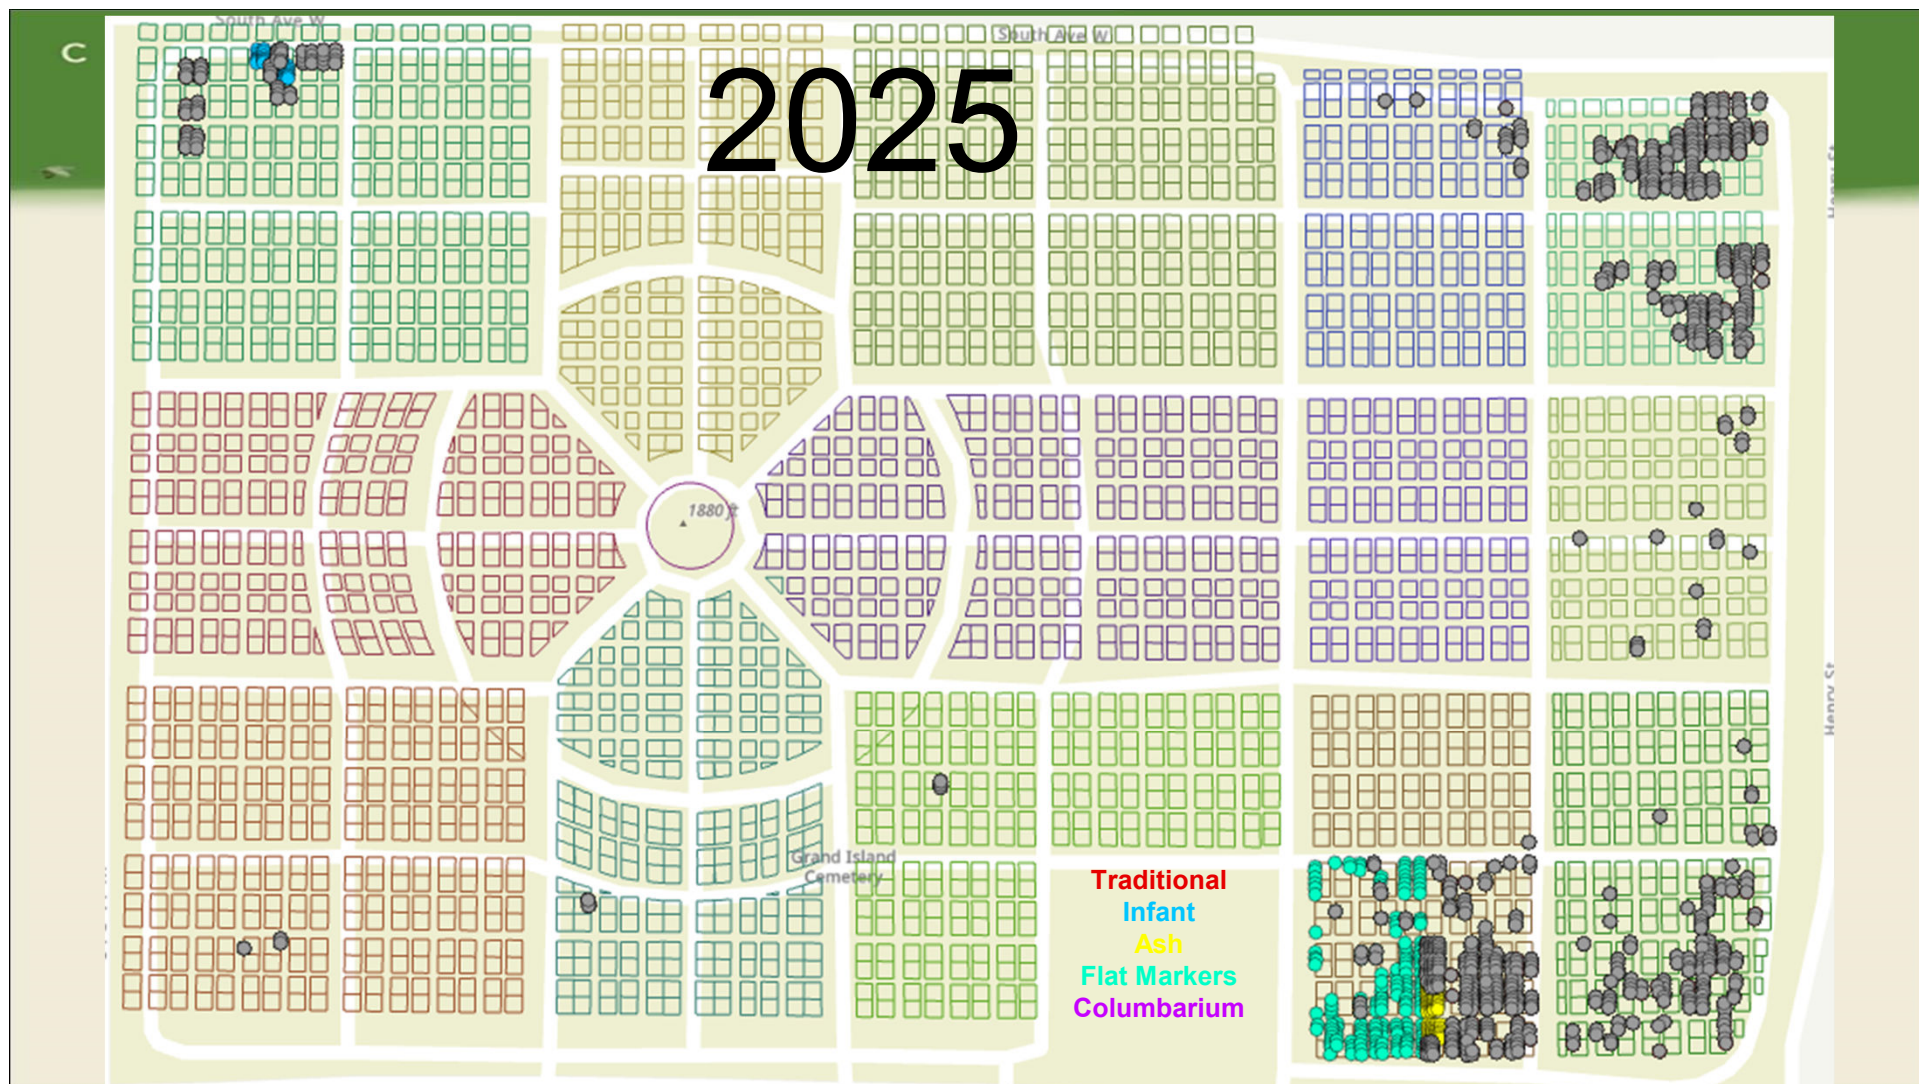 South Ave W
South Ave W
C
2025
Henry St
1880 ft
Henry St
Grand Island
Cemetery
Traditional
Infant
Ash
Flat Markers
Columbarium